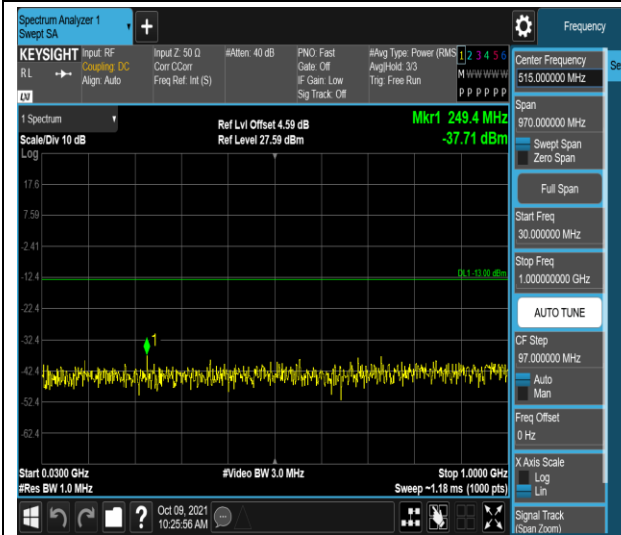 Spectrum Analyzer 1
Swept SA
Frequency
KEYSIGHT
RL
LXI
Input: RF
Coupling: DC
Align: Auto
Input Z: 50 Ω
Corr CCorr
Freq Ref: Int (S)
#Atten: 40 dB
PNO: Fast
Gate: Off
IF Gain: Low
Sig Track: Off
#Avg Type: Power (RMS
Avg|Hold: 3/3
Trig: Free Run
1 2 3 4 5 6
M W W W W W
P P P P P P
1 Spectrum
Scale/Div 10 dB
Ref Lvl Offset 4.59 dB
Ref Level 27.59 dBm
Mkr1 249.4 MHz
-37.71 dBm
Log
17.6
7.59
-2.41
-12.4
DL1 -13.00 dBm
-22.4
-32.4
1
-42.4
-52.4
-62.4
Start 0.0300 GHz
#Res BW 1.0 MHz
#Video BW 3.0 MHz
Stop 1.0000 GHz
Sweep ~1.18 ms (1000 pts)
?
Oct 09, 2021
10:25:56 AM
Center Frequency
515.000000 MHz
Se
Span
970.000000 MHz
Swept Span
Zero Span
Full Span
Start Freq
30.000000 MHz
Stop Freq
1.000000000 GHz
AUTO TUNE
CF Step
97.000000 MHz
Auto
Man
Freq Offset
0 Hz
X Axis Scale
Log
Lin
Signal Track
(Span Zoom)